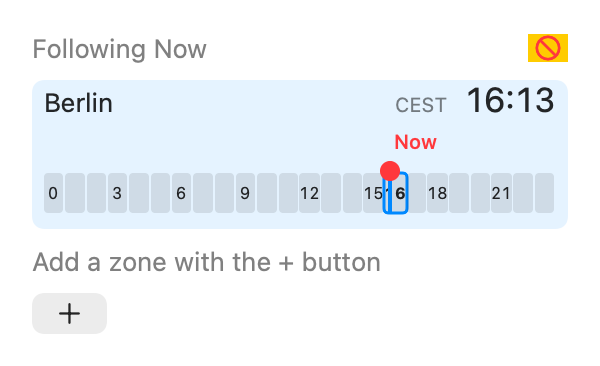 Following Now
Berlin CEST 16:13
Now
0 3 6 9 12 15 16 18 21
Add a zone with the + button
+